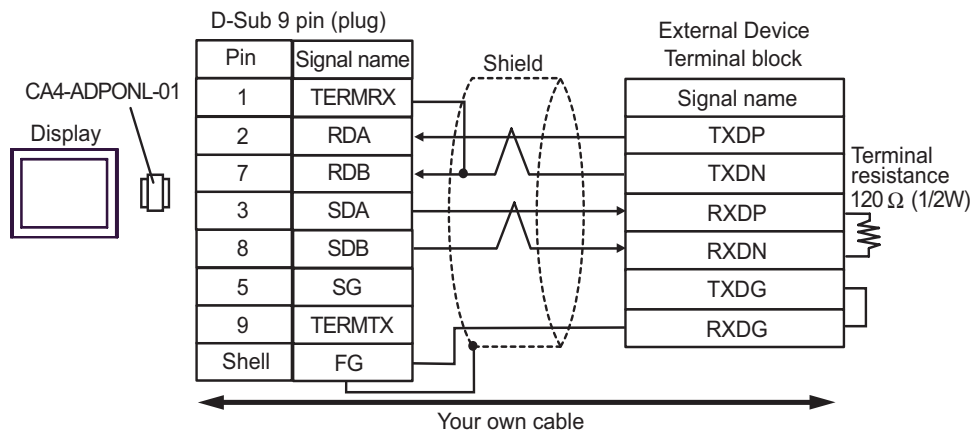 D-Sub 9 pin (plug)
External Device
Terminal block
Pin Signal name
Shield
CA4-ADPONL-01
Display
1 TERMRX
2 RDA
7 RDB
3 SDA
8 SDB
5 SG
9 TERMTX
Shell FG
Signal name
TXDP
TXDN
RXDP
RXDN
TXDG
RXDG
Terminal
resistance
120 Ω (1/2W)
Your own cable